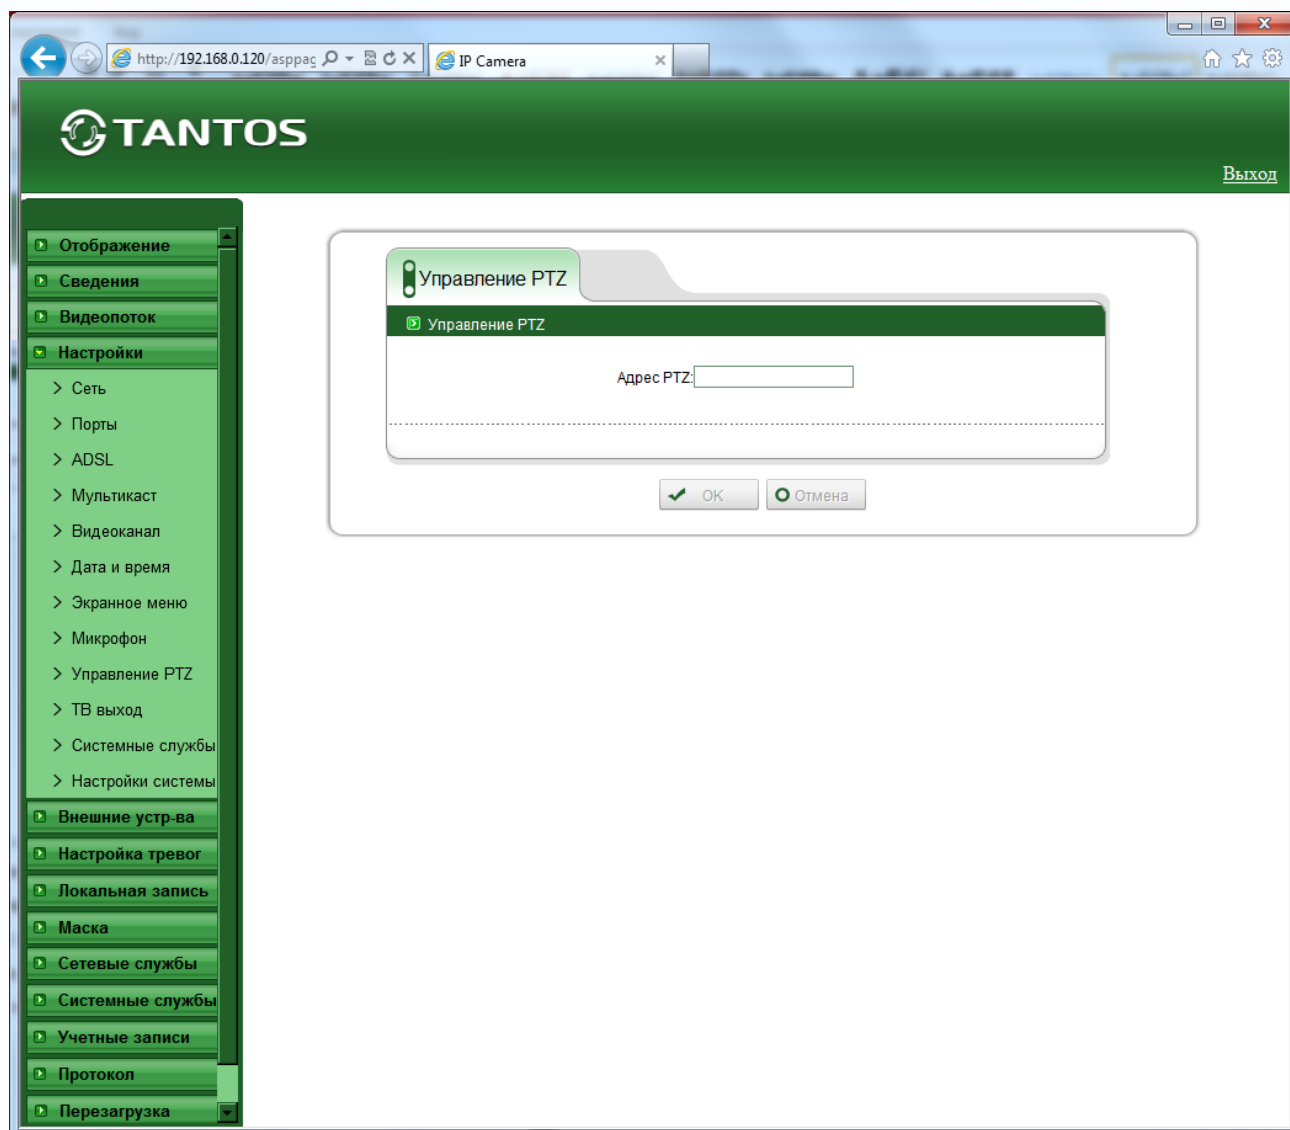 http://192.168.0.120/asppag
IP Camera
TANTOS
Выход
Отображение
Сведения
Видеопоток
Настройки
Сеть
Порты
ADSL
Мультикаст
Видеоканал
Дата и время
Экранное меню
Микрофон
Управление PTZ
ТВ выход
Системные службы
Настройки системы
Внешние устр-ва
Настройка тревог
Локальная запись
Маска
Сетевые службы
Системные службы
Учетные записи
Протокол
Перезагрузка
Управление PTZ
Управление PTZ
Адрес PTZ:
OK
Отмена